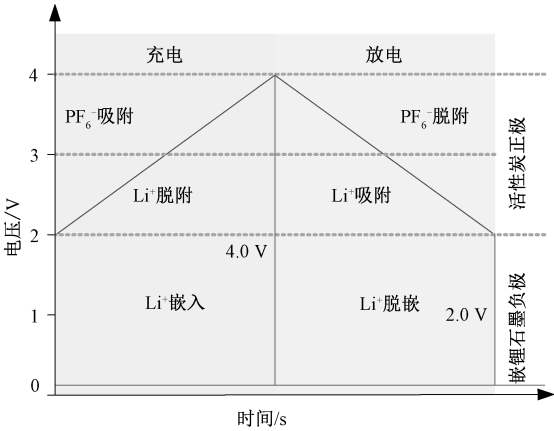 充电
放电
4
PF₆⁻吸附
PF₆⁻脱附
活性炭正极
3
Li⁺脱附
Li⁺吸附
电压/V
2
4.0 V
Li⁺嵌入
Li⁺脱嵌
嵌锂石墨负极
1
2.0 V
0
时间/s